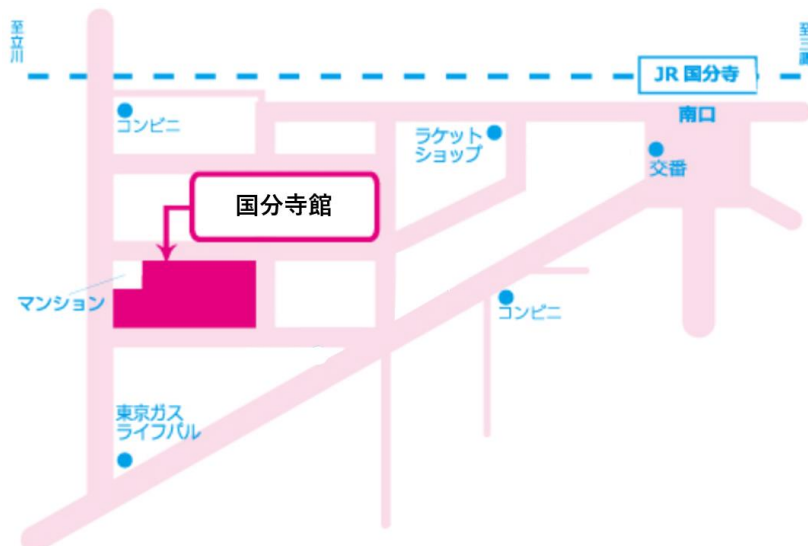 至立川
至三鷹
JR 国分寺
南口
コンビニ
ラケット
ショップ
交番
国分寺館
マンション
コンビニ
東京ガス
ライフバル